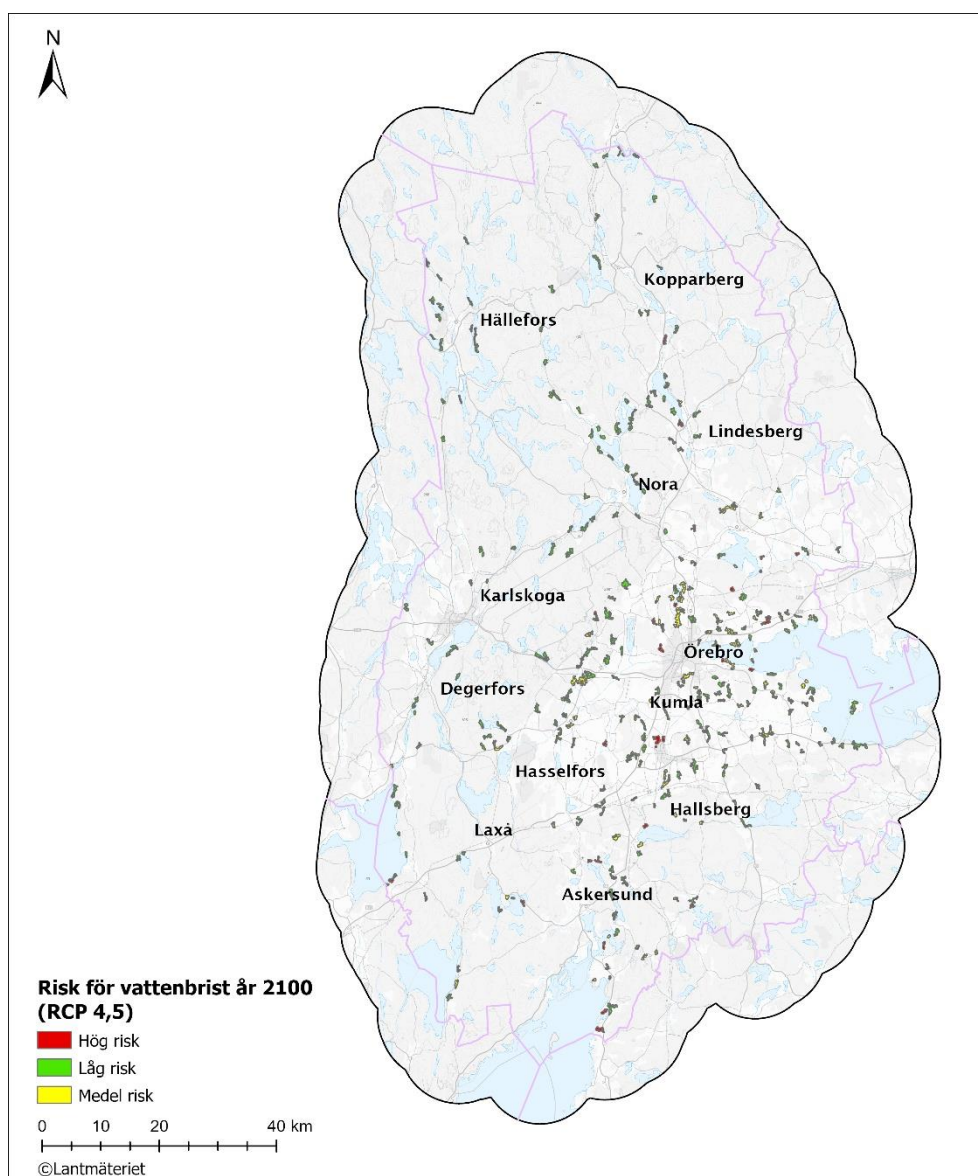 N
Kopparberg
Hällefors
Lindesberg
Nora
Karlskoga
Örebro
Degerfors
Kumla
Hasselfors
Hallsberg
Laxå
Askersund
Risk för vattenbrist år 2100
(RCP 4,5)
Hög risk
Låg risk
Medel risk
0 10 20 40 km
©Lantmäteriet